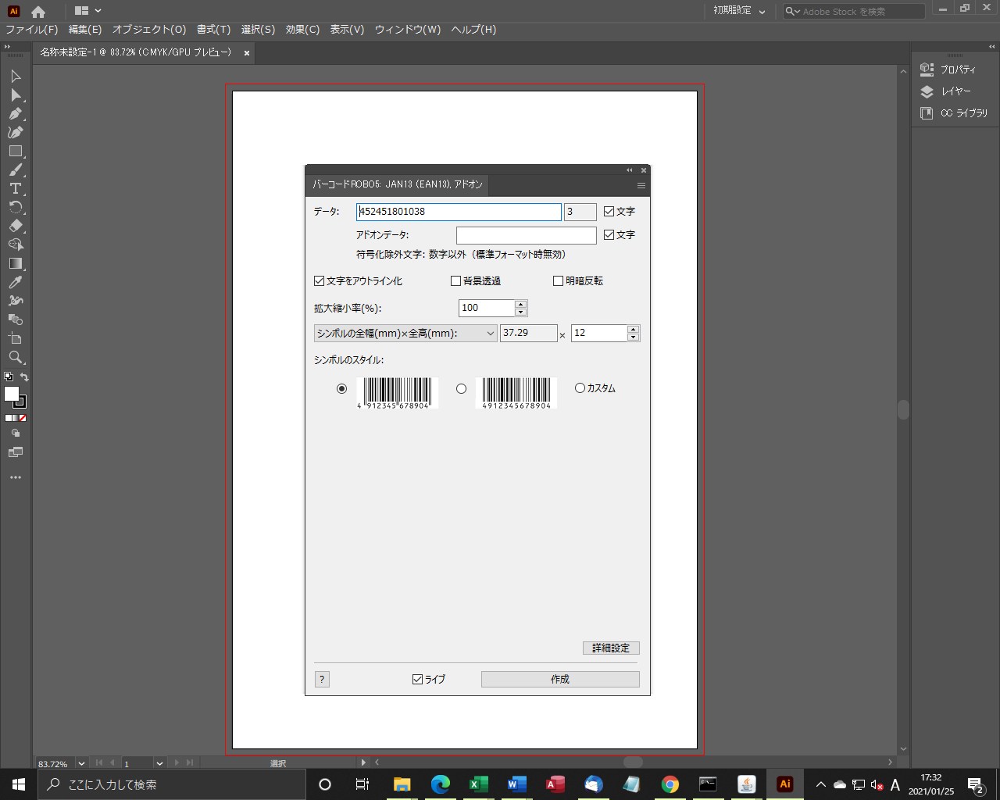 Ai
初期設定
Adobe Stock を検索
ファイル(F) 編集(E) オブジェクト(O) 書式(T) 選択(S) 効果(C) 表示(V) ウィンドウ(W) ヘルプ(H)
名称未設定-1 @ 83.72% (CMYK/GPU プレビュー) ×
プロパティ
レイヤー
CC ライブラリ
バーコードROBO5: JAN13 (EAN13), アドオン
データ: 452451801038 3 文字
アドオンデータ: 文字
符号化除外文字: 数字以外（標準フォーマット時無効）
文字をアウトライン化 背景透過 明暗反転
拡大縮小率(%): 100
シンボルの全幅(mm)×全高(mm): 37.29 × 12
シンボルのスタイル:
4 912345 678904
4912345678904
カスタム
詳細設定
? ライブ 作成
83.72% 1 選択
ここに入力して検索
A
17:32
2021/01/25
2
Ai